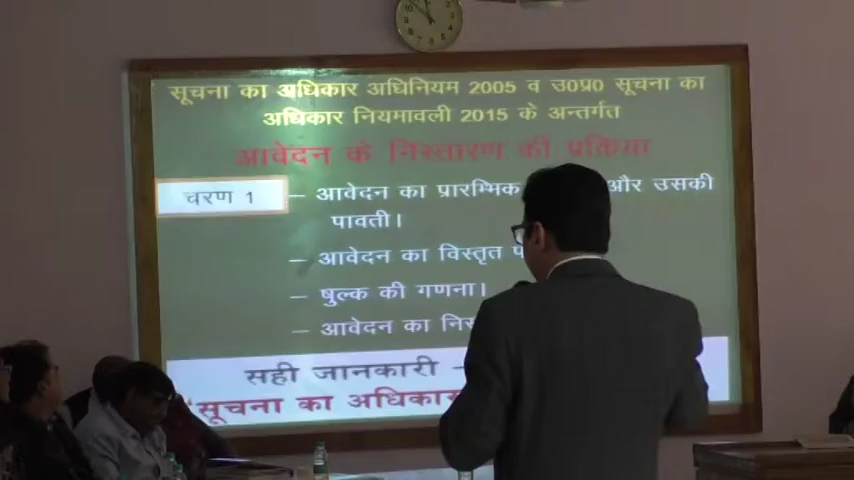 सूचना का अधिकार अधिनियम 2005 व उ0प्र0 सूचना का
अधिकार नियमावली 2015 के अन्तर्गत
आवेदन के निस्तारण की प्रक्रिया
चरण 1
– आवेदन का प्रारम्भिक और उसकी
पावती।
– आवेदन का विस्तृत
– षुल्क की गणना।
– आवेदन का
सही जानकारी –
"सूचना का अधिकार